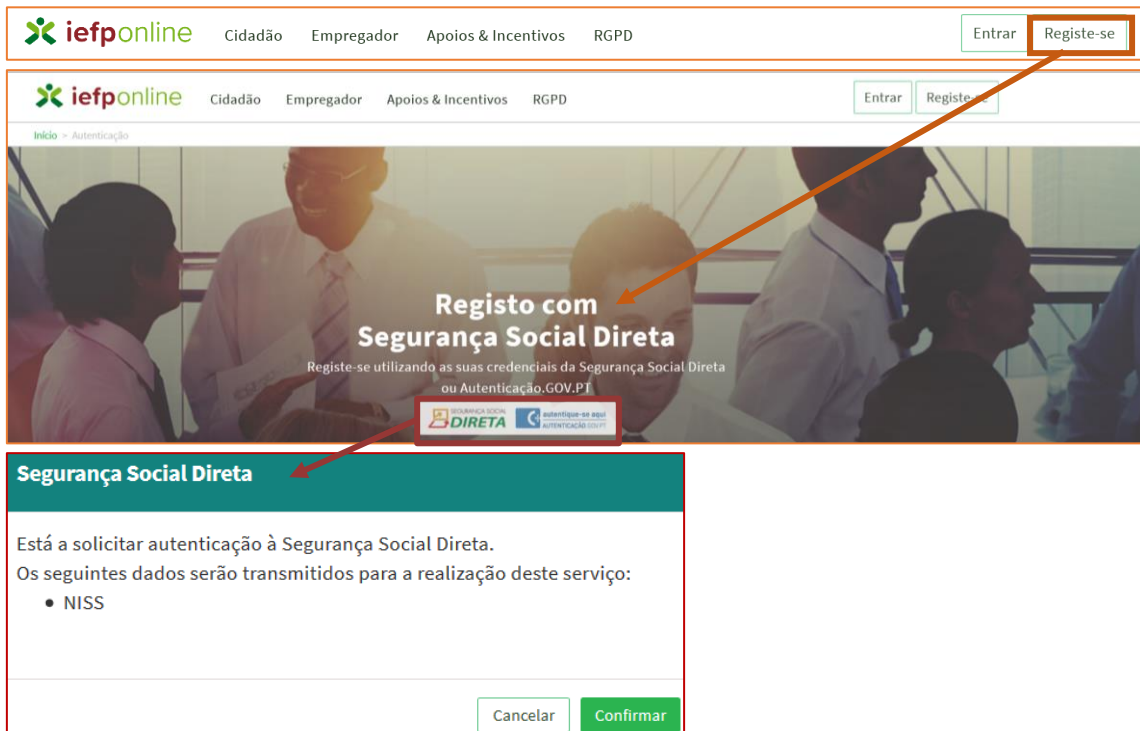 iefponline Cidadão Empregador Apoios & Incentivos RGPD Entrar Registe-se
iefponline Cidadão Empregador Apoios & Incentivos RGPD Entrar Registe-se
Início > Autenticação
Registo com
Segurança Social Direta
Registe-se utilizando as suas credenciais da Segurança Social Direta
ou Autenticação.GOV.PT
SEGURANÇA SOCIAL
DIRETA
autentique-se aqui
AUTENTICAÇÃO.GOV.PT
Segurança Social Direta
Está a solicitar autenticação à Segurança Social Direta.
Os seguintes dados serão transmitidos para a realização deste serviço:
• NISS
Cancelar Confirmar